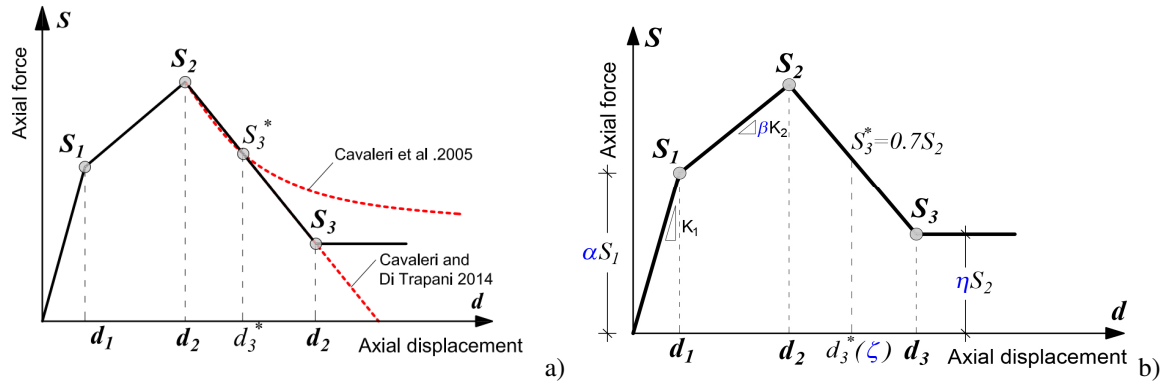 S
Axial force
S2
S1
S3*
Cavaleri et al .2005
S3
Cavaleri and
Di Trapani 2014
d
d1
d2
d3*
d2
Axial displacement
a)
S
Axial force
S2
βK2
S3*=0.7S2
S1
S3
K1
αS1
ηS2
d
d1
d2
d3*(ζ)
d3
Axial displacement
b)